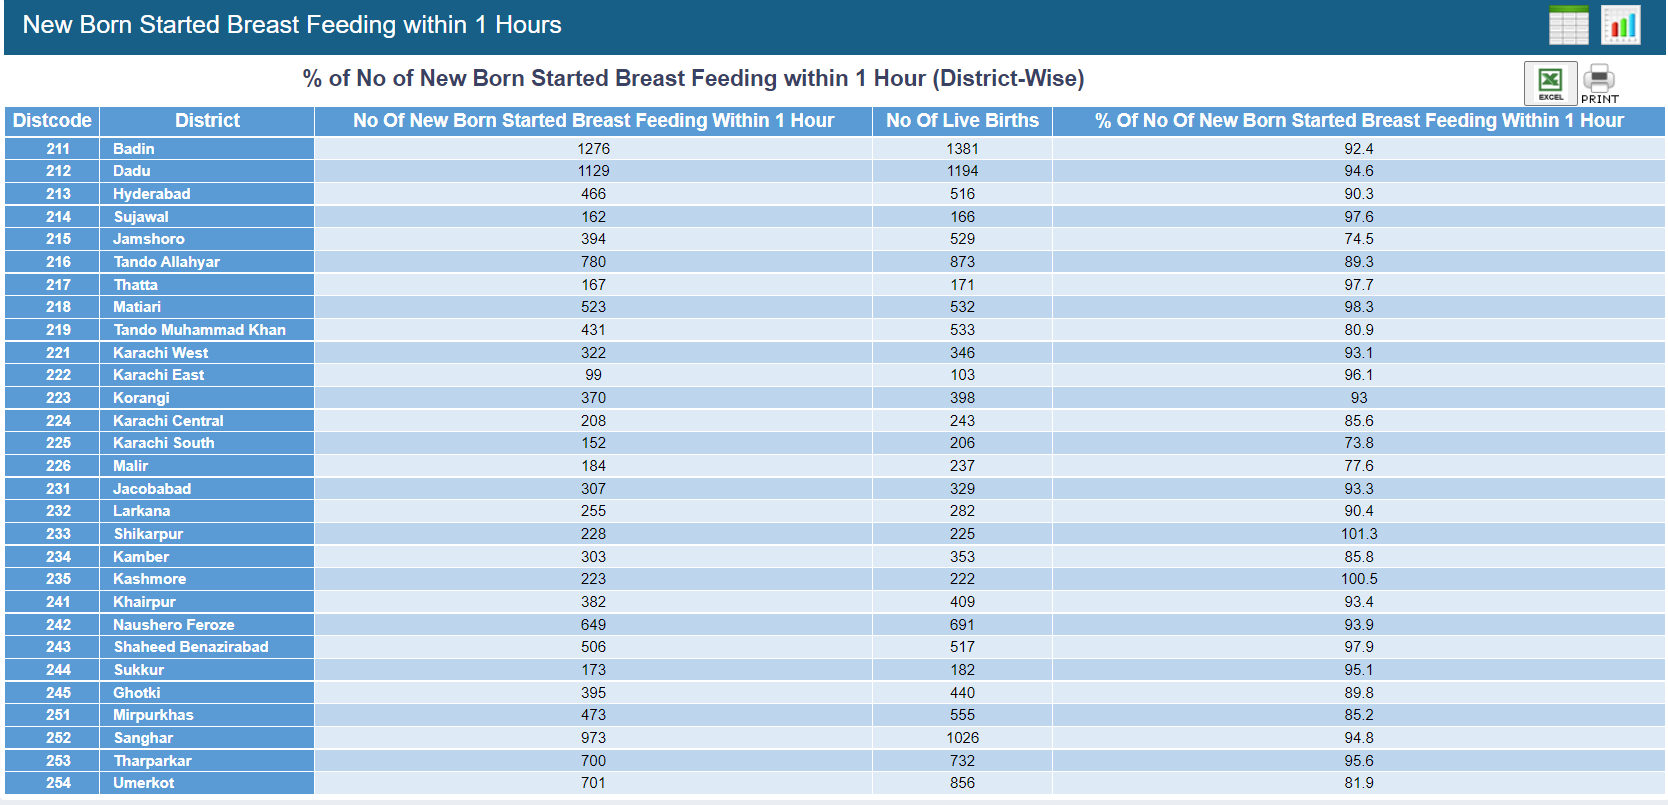 New Born Started Breast Feeding within 1 Hours
% of No of New Born Started Breast Feeding within 1 Hour (District-Wise)
EXCEL PRINT
Distcode District No Of New Born Started Breast Feeding Within 1 Hour No Of Live Births % Of No Of New Born Started Breast Feeding Within 1 Hour
211 Badin 1276 1381 92.4
212 Dadu 1129 1194 94.6
213 Hyderabad 466 516 90.3
214 Sujawal 162 166 97.6
215 Jamshoro 394 529 74.5
216 Tando Allahyar 780 873 89.3
217 Thatta 167 171 97.7
218 Matiari 523 532 98.3
219 Tando Muhammad Khan 431 533 80.9
221 Karachi West 322 346 93.1
222 Karachi East 99 103 96.1
223 Korangi 370 398 93
224 Karachi Central 208 243 85.6
225 Karachi South 152 206 73.8
226 Malir 184 237 77.6
231 Jacobabad 307 329 93.3
232 Larkana 255 282 90.4
233 Shikarpur 228 225 101.3
234 Kamber 303 353 85.8
235 Kashmore 223 222 100.5
241 Khairpur 382 409 93.4
242 Naushero Feroze 649 691 93.9
243 Shaheed Benazirabad 506 517 97.9
244 Sukkur 173 182 95.1
245 Ghotki 395 440 89.8
251 Mirpurkhas 473 555 85.2
252 Sanghar 973 1026 94.8
253 Tharparkar 700 732 95.6
254 Umerkot 701 856 81.9